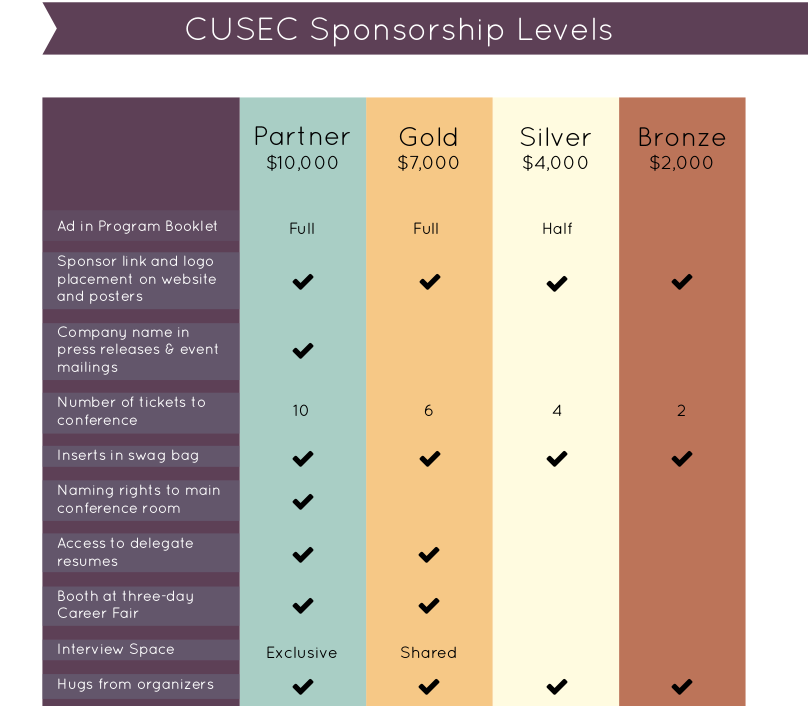 CUSEC Sponsorship Levels
Partner Gold Silver Bronze
$10,000 $7,000 $4,000 $2,000
Ad in Program Booklet Full Full Half
Sponsor link and logo
placement on website ✔ ✔ ✔ ✔
and posters
Company name in
press releases & event ✔
mailings
Number of tickets to 10 6 4 2
conference
Inserts in swag bag ✔ ✔ ✔ ✔
Naming rights to main ✔
conference room
Access to delegate ✔ ✔
resumes
Booth at three-day ✔ ✔
Career Fair
Interview Space Exclusive Shared
Hugs from organizers ✔ ✔ ✔ ✔